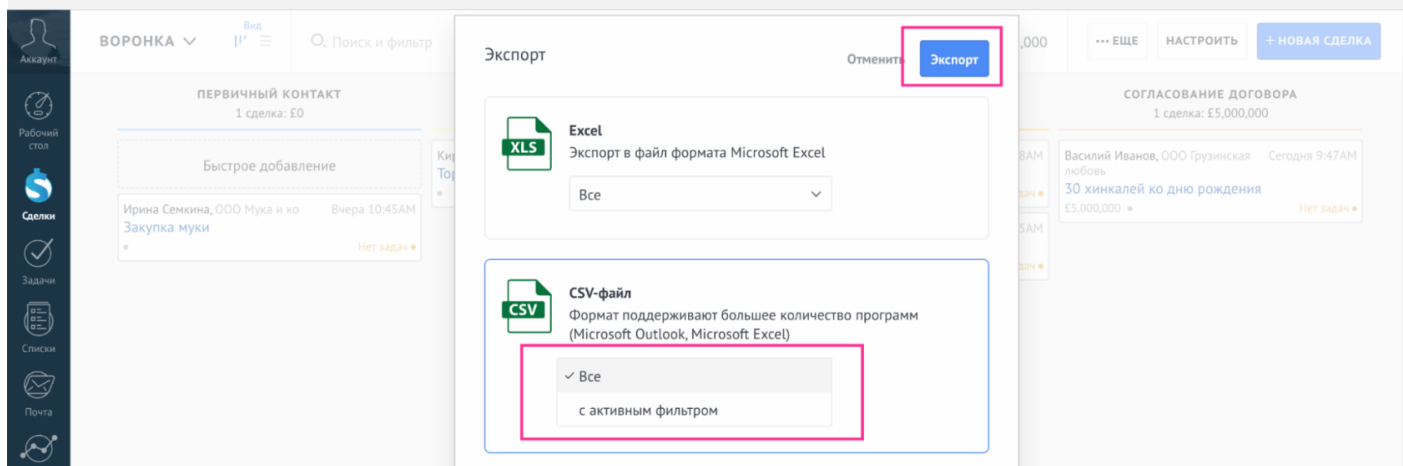 Аккаунт
Рабочий
стол
Сделки
Задачи
Списки
Почта
ВОРОНКА
Вид
Поиск и фильтр
,000
••• ЕЩЕ
НАСТРОИТЬ
+ НОВАЯ СДЕЛКА
ПЕРВИЧНЫЙ КОНТАКТ
1 сделка: £0
Быстрое добавление
Ирина Семкина, ООО Мука и ко Вчера 10:45AM
Закупка муки
Нет задач
Экспорт
Отменить
Экспорт
XLS
Excel
Экспорт в файл формата Microsoft Excel
Все
CSV
CSV-файл
Формат поддерживают большее количество программ
(Microsoft Outlook, Microsoft Excel)
Все
с активным фильтром
СОГЛАСОВАНИЕ ДОГОВОРА
1 сделка: £5,000,000
Василий Иванов, ООО Грузинская Сегодня 9:47AM
любовь
30 хинкалей ко дню рождения
£5,000,000
Нет задач